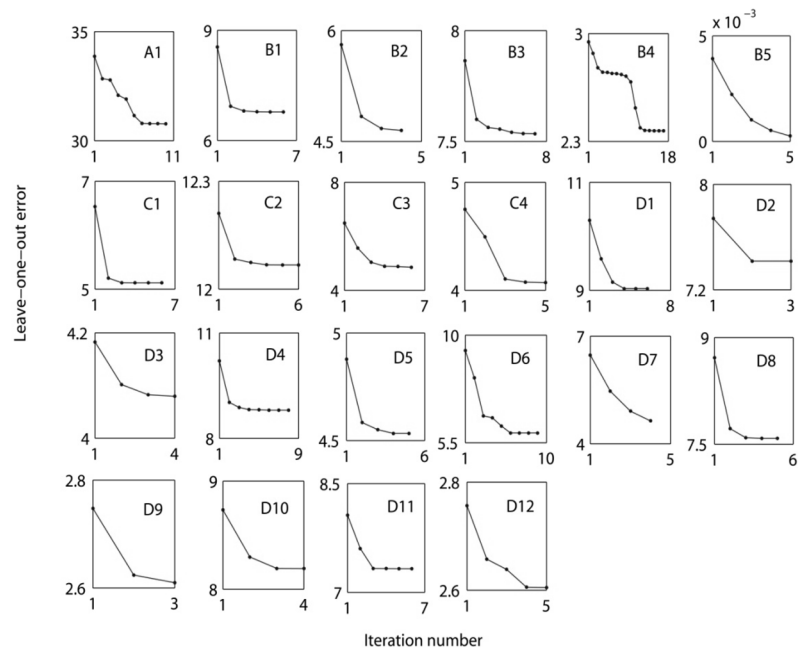 x 10 −3
35 9 6 8 3 5
A1 B1 B2 B3 B4 B5
30 6 4.5 7.5 2.3 0
1 11 1 7 1 5 1 8 1 18 1 5
7 12.3 8 5 11 8
C1 C2 C3 C4 D1 D2
5 12 4 4 9 7.2
1 7 1 6 1 7 1 5 1 8 1 3
4.2 11 5 10 7 9
D3 D4 D5 D6 D7 D8
4 8 4.5 5.5 4 7.5
1 4 1 9 1 6 1 10 1 5 1 6
2.8 9 8.5 2.8
D9 D10 D11 D12
2.6 8 7 2.6
1 3 1 4 1 7 1 5
Leave−one−out error
Iteration number